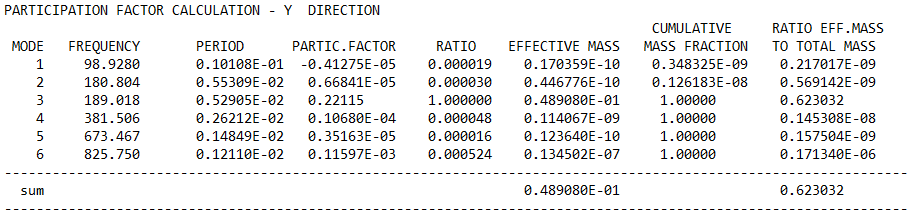 PARTICIPATION FACTOR CALCULATION - Y  DIRECTION
CUMULATIVE     RATIO EFF.MASS
MODE   FREQUENCY       PERIOD      PARTIC.FACTOR     RATIO    EFFECTIVE MASS   MASS FRACTION   TO TOTAL MASS
1     98.9280       0.10108E-01  -0.41275E-05    0.000019    0.170359E-10    0.348325E-09    0.217017E-09
2     180.804       0.55309E-02   0.66841E-05    0.000030    0.446776E-10    0.126183E-08    0.569142E-09
3     189.018       0.52905E-02   0.22115        1.000000    0.489080E-01     1.00000        0.623032
4     381.506       0.26212E-02   0.10680E-04    0.000048    0.114067E-09     1.00000        0.145308E-08
5     673.467       0.14849E-02   0.35163E-05    0.000016    0.123640E-10     1.00000        0.157504E-09
6     825.750       0.12110E-02   0.11597E-03    0.000524    0.134502E-07     1.00000        0.171340E-06
-----------------------------------------------------------------------------------------------------------------
sum                                                          0.489080E-01                    0.623032
-----------------------------------------------------------------------------------------------------------------